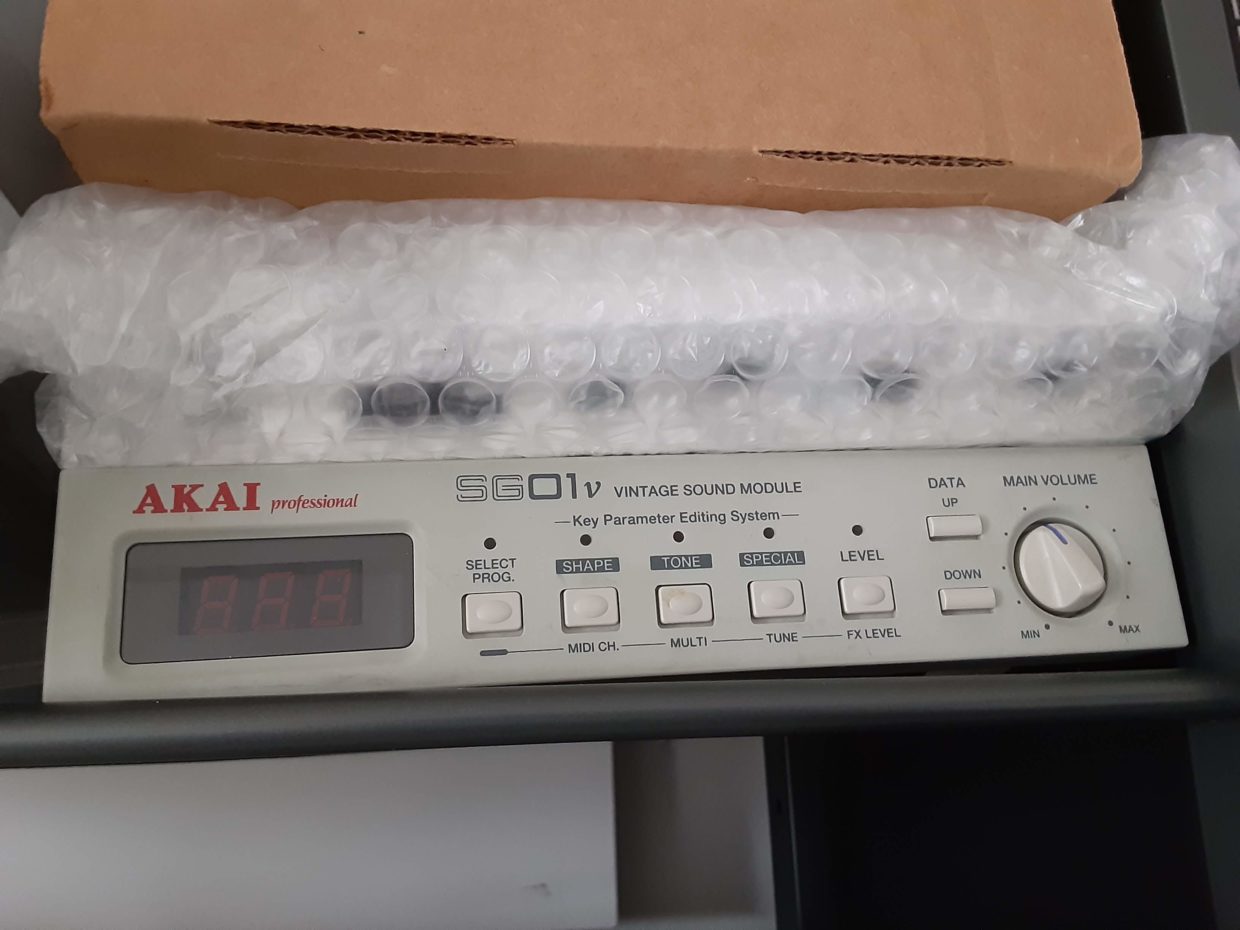 AKAI professional
SG01v VINTAGE SOUND MODULE
Key Parameter Editing System
SELECT
PROG.
SHAPE
TONE
SPECIAL
LEVEL
MIDI CH.
MULTI
TUNE
FX LEVEL
DATA
UP
DOWN
MAIN VOLUME
MIN
MAX